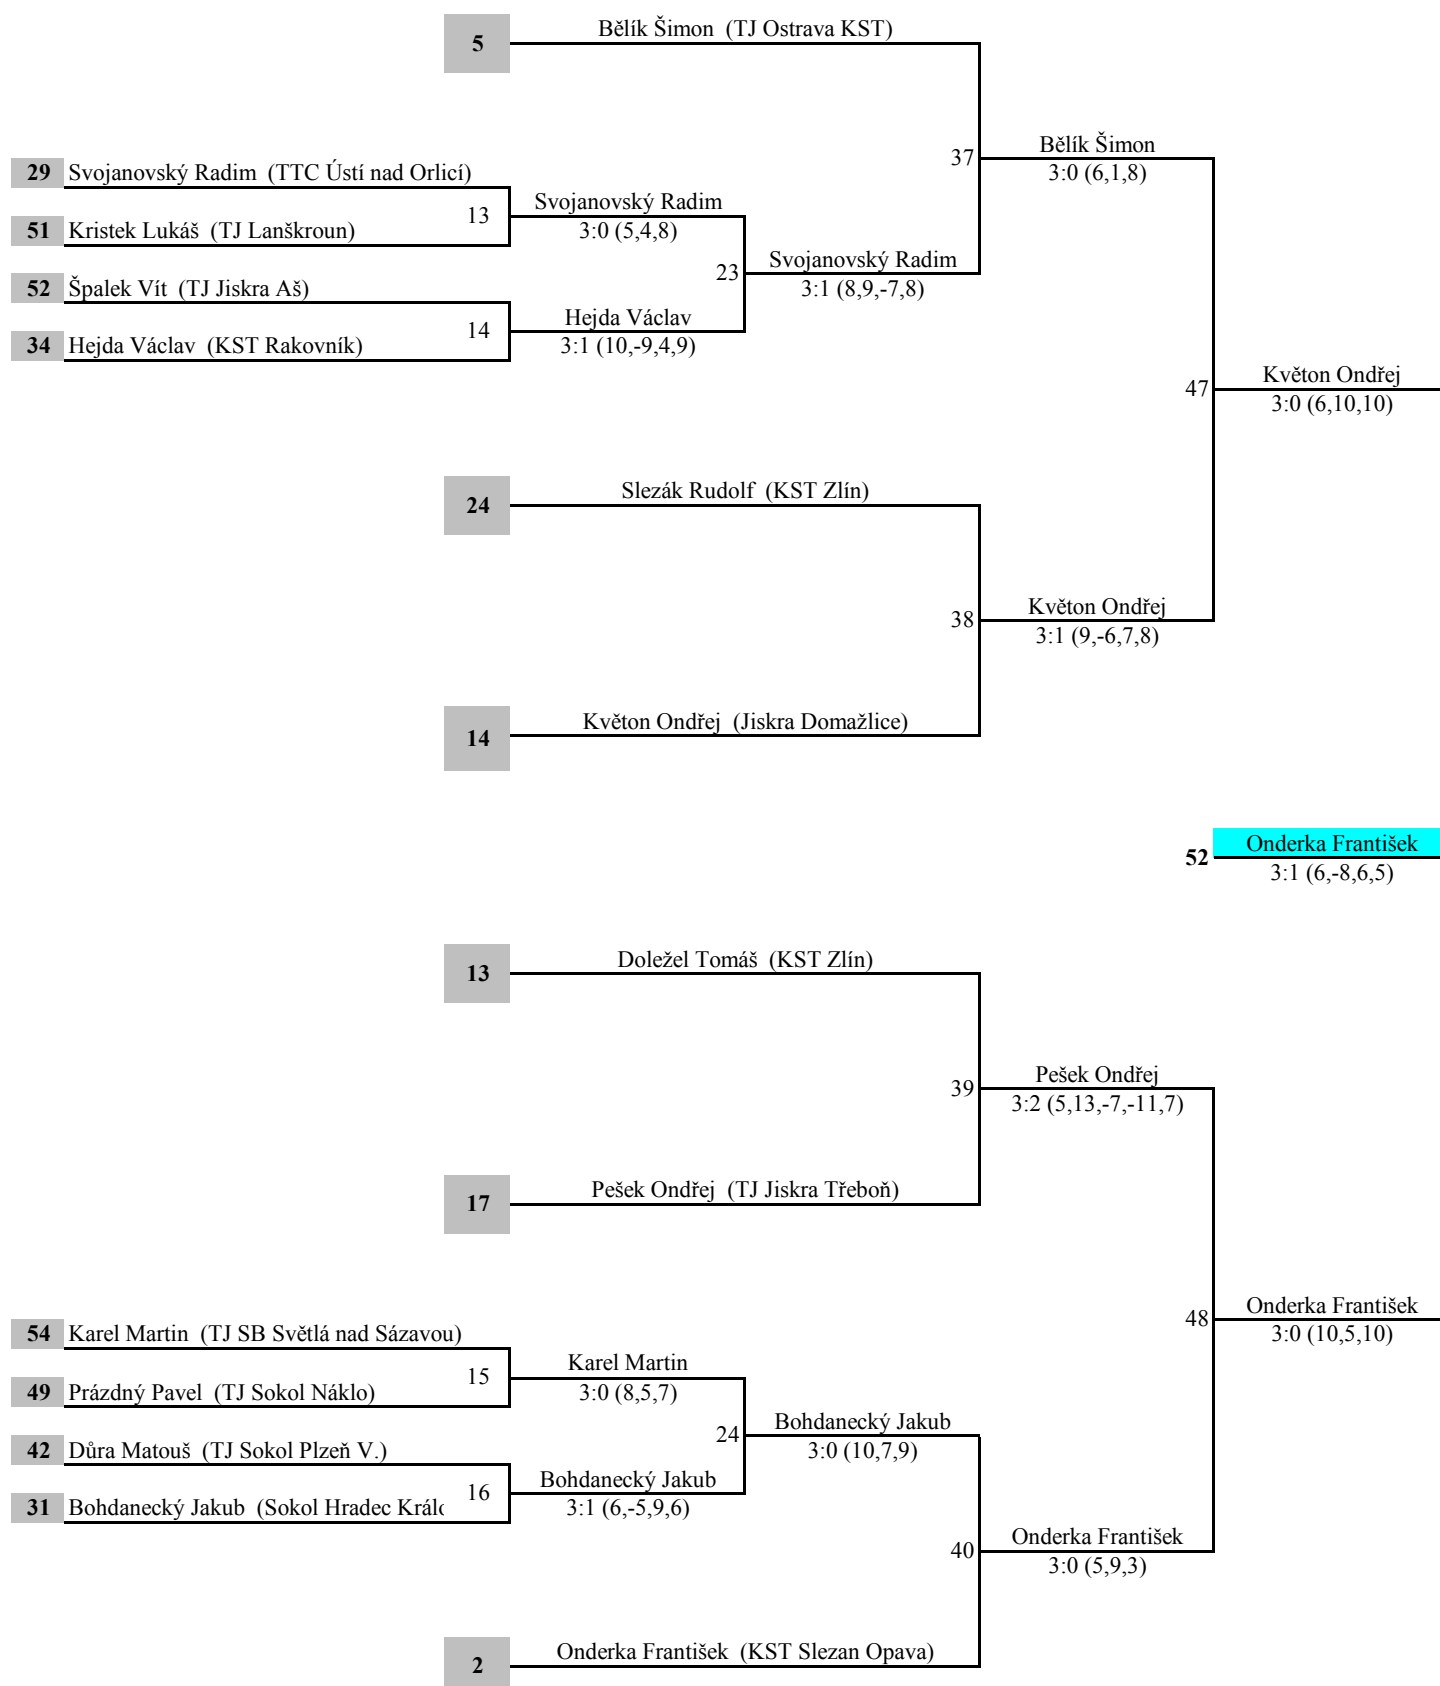 5 Bělík Šimon (TJ Ostrava KST)
37 Bělík Šimon
3:0 (6,1,8)
29 Svojanovský Radim (TTC Ústí nad Orlicí)
13 Svojanovský Radim
3:0 (5,4,8)
51 Kristek Lukáš (TJ Lanškroun)
23 Svojanovský Radim
3:1 (8,9,-7,8)
52 Špalek Vít (TJ Jiskra Aš)
14 Hejda Václav
3:1 (10,-9,4,9)
34 Hejda Václav (KST Rakovník)
47 Květon Ondřej
3:0 (6,10,10)
24 Slezák Rudolf (KST Zlín)
38 Květon Ondřej
3:1 (9,-6,7,8)
14 Květon Ondřej (Jiskra Domažlice)
52 Onderka František
3:1 (6,-8,6,5)
13 Doležel Tomáš (KST Zlín)
39 Pešek Ondřej
3:2 (5,13,-7,-11,7)
17 Pešek Ondřej (TJ Jiskra Třeboň)
48 Onderka František
3:0 (10,5,10)
54 Karel Martin (TJ SB Světlá nad Sázavou)
15 Karel Martin
3:0 (8,5,7)
49 Prázdný Pavel (TJ Sokol Náklo)
24 Bohdanecký Jakub
3:0 (10,7,9)
42 Důra Matouš (TJ Sokol Plzeň V.)
16 Bohdanecký Jakub
3:1 (6,-5,9,6)
31 Bohdanecký Jakub (Sokol Hradec Králo
40 Onderka František
3:0 (5,9,3)
2 Onderka František (KST Slezan Opava)